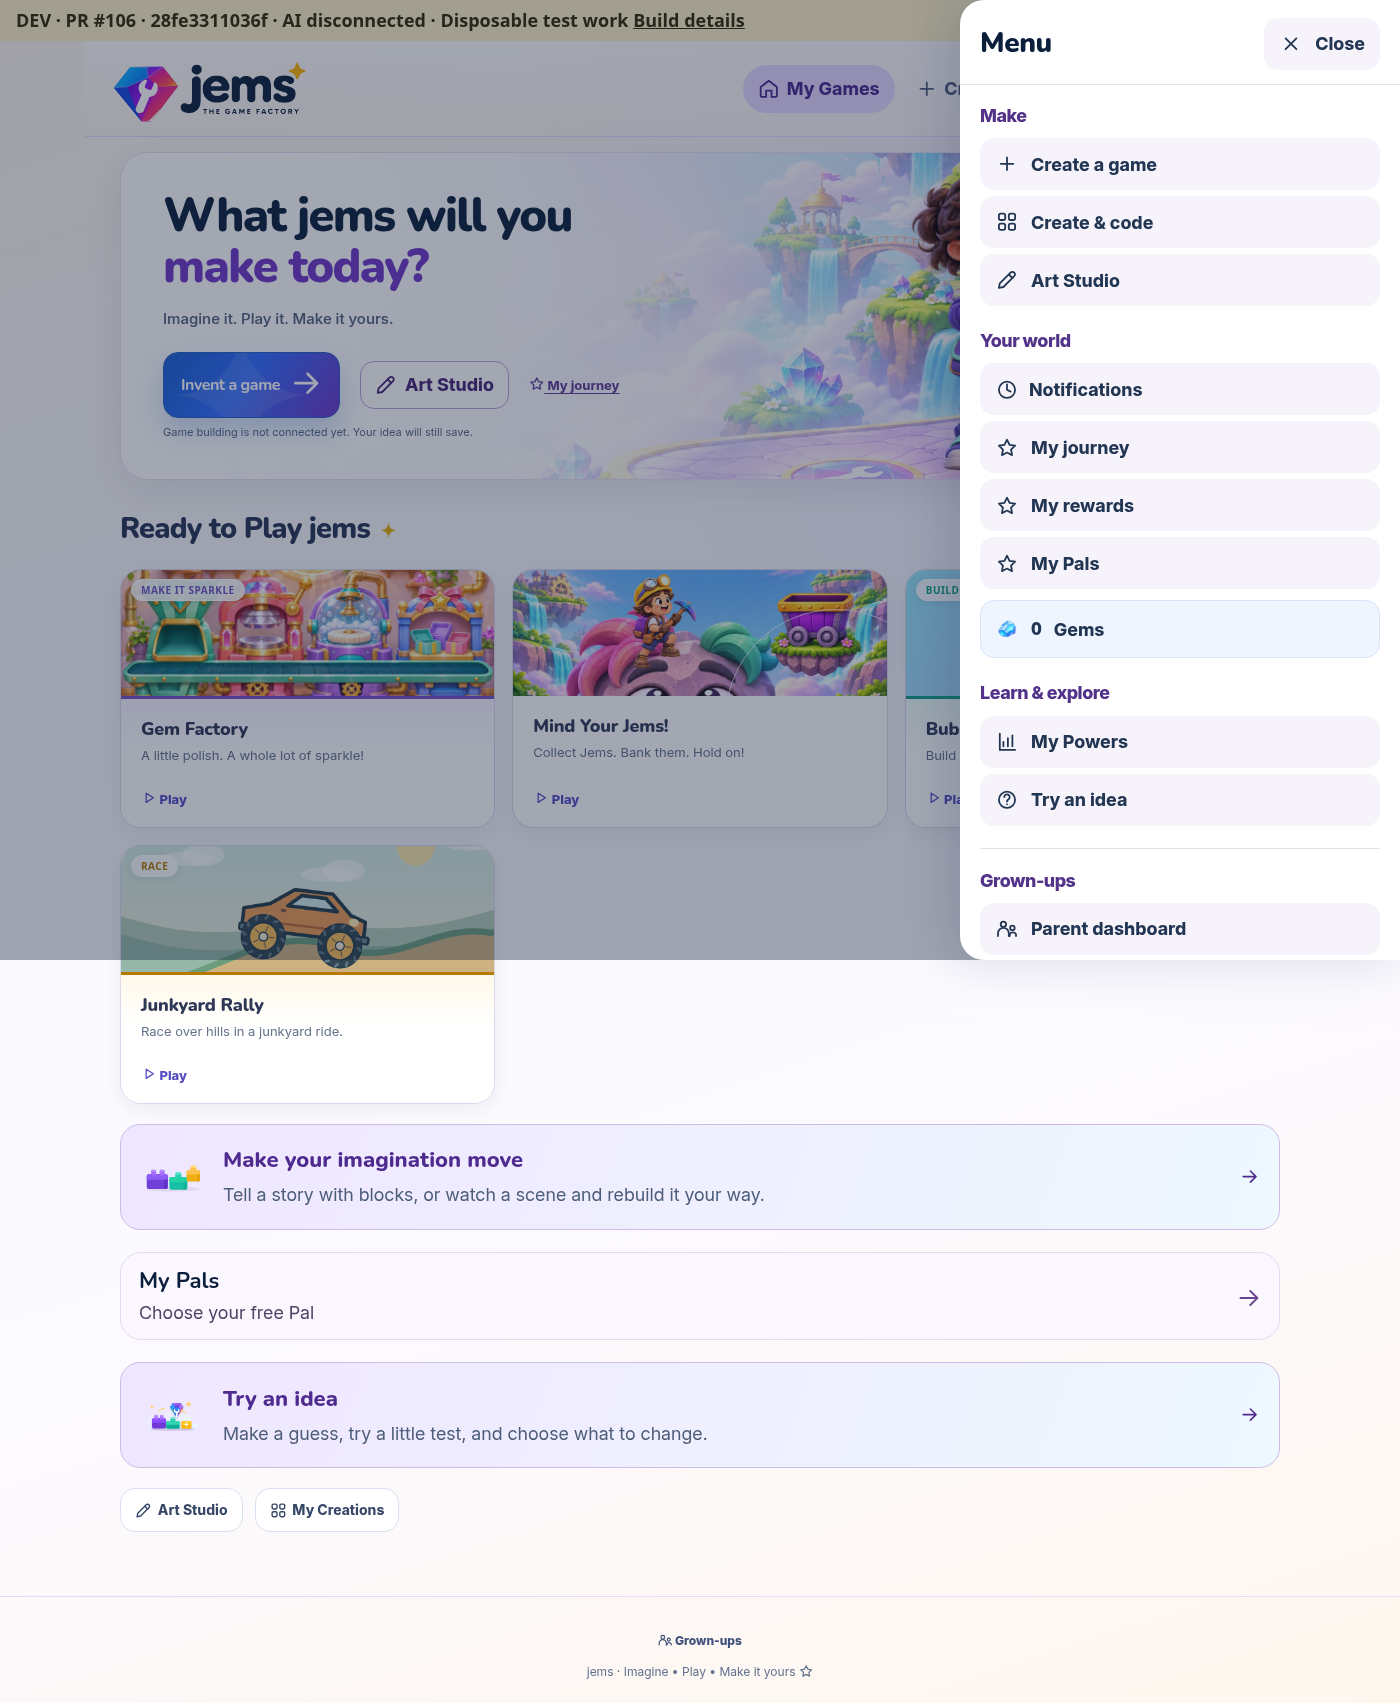 DEV · PR #106 · 28fe3311036f · AI disconnected · Disposable test work Build details
jems
THE GAME FACTORY
My Games
What jems will you
make today?
Imagine it. Play it. Make it yours.
Invent a game
Art Studio
My journey
Game building is not connected yet. Your idea will still save.
Ready to Play jems
MAKE IT SPARKLE
Gem Factory
A little polish. A whole lot of sparkle!
Play
Mind Your Jems!
Collect Jems. Bank them. Hold on!
Play
BUILD
Build
RACE
Junkyard Rally
Race over hills in a junkyard ride.
Play
Make your imagination move
Tell a story with blocks, or watch a scene and rebuild it your way.
My Pals
Choose your free Pal
Try an idea
Make a guess, try a little test, and choose what to change.
Art Studio
My Creations
Grown-ups
jems · Imagine • Play • Make it yours
Menu
Close
Make
Create a game
Create & code
Art Studio
Your world
Notifications
My journey
My rewards
My Pals
0 Gems
Learn & explore
My Powers
Try an idea
Grown-ups
Parent dashboard